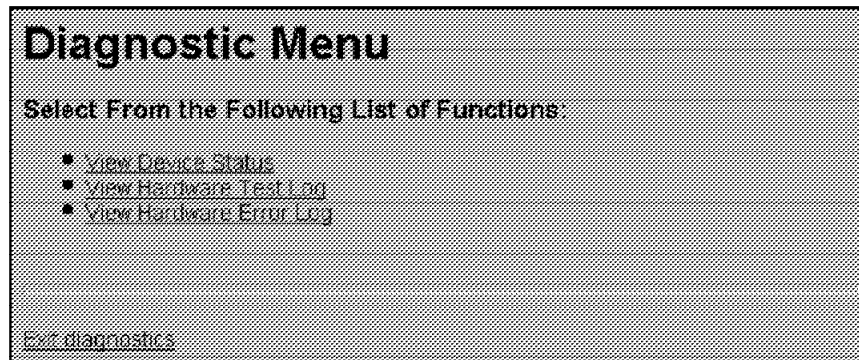 Diagnostic Menu
Select From the Following List of Functions:
View Device Status
View Hardware Test Log
View Hardware Error Log
Exit diagnostics